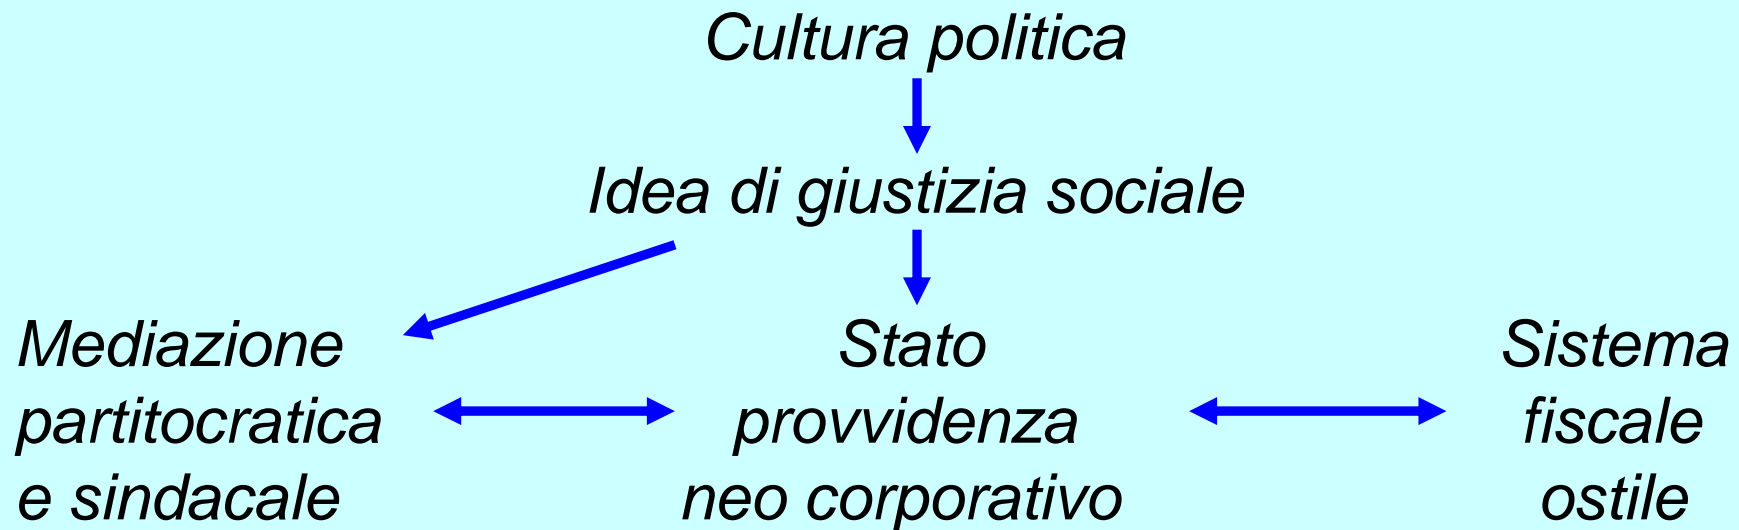 Cultura politica
Idea di giustizia sociale
Mediazione
partitocratica
e sindacale
Stato
provvidenza
neo corporativo
Sistema
fiscale
ostile